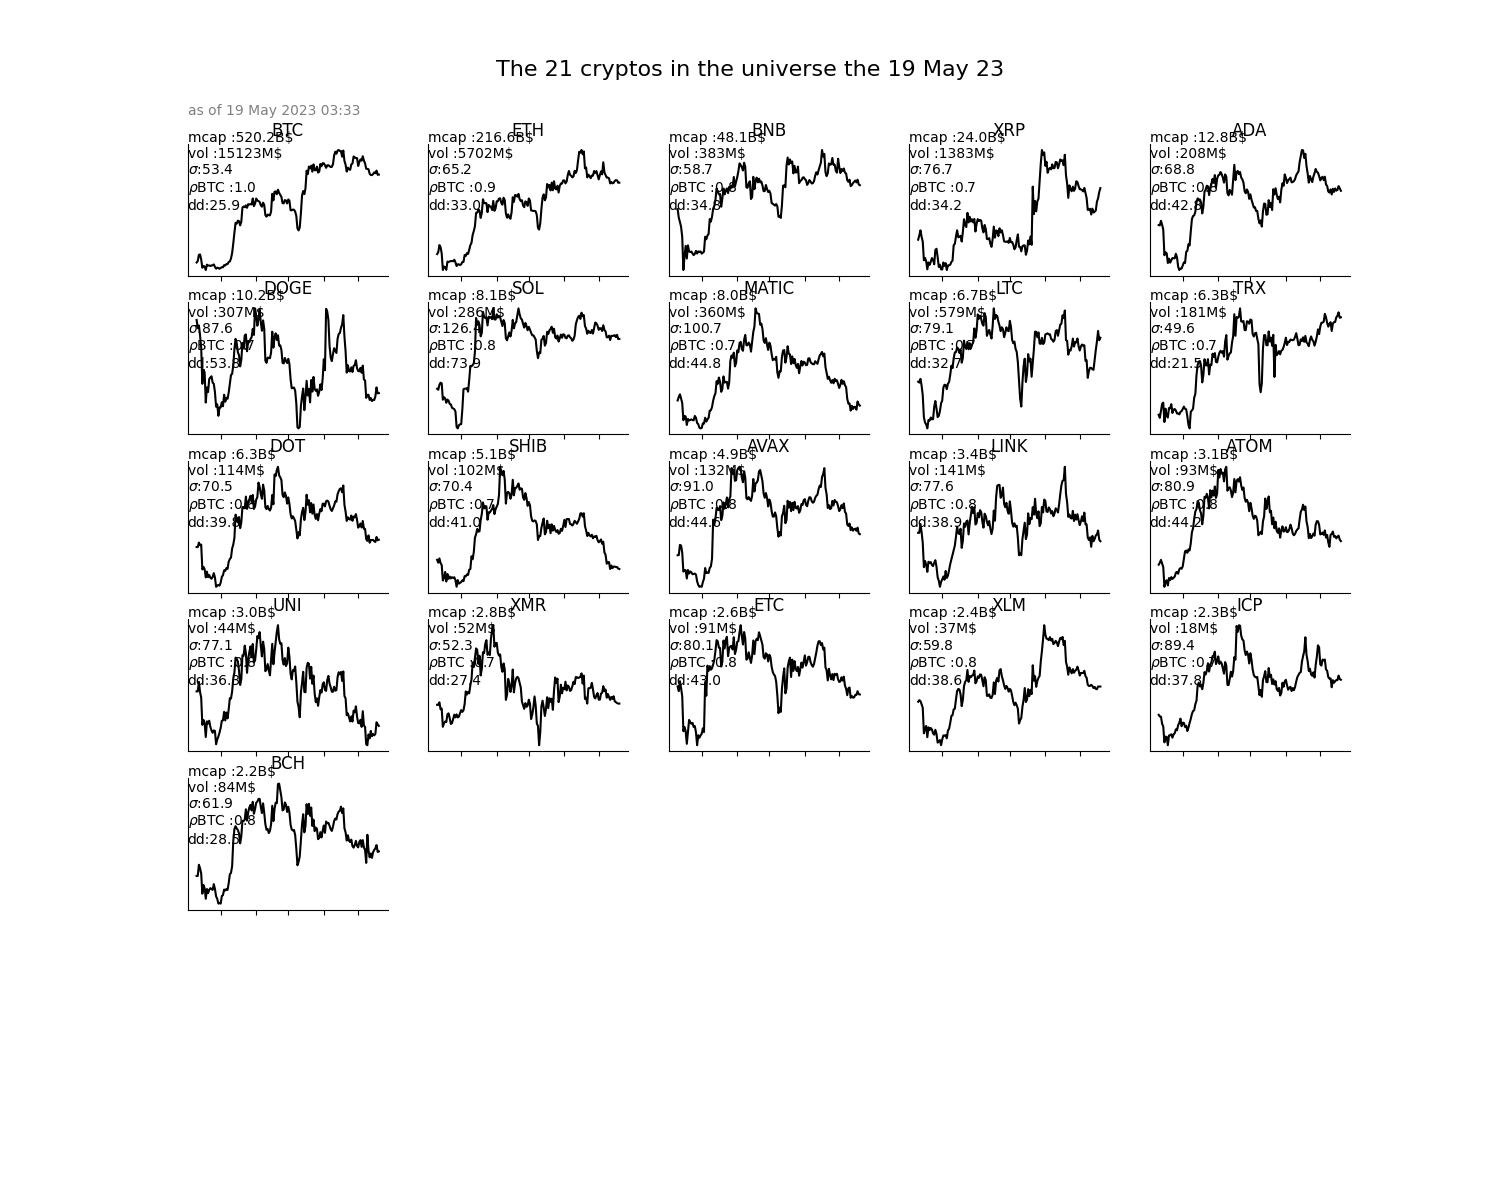 The 21 cryptos in the universe the 19 May 23
as of 19 May 2023 03:33
BTC
mcap :520.2B$
vol :15123M$
σ:53.4
ρBTC :1.0
dd:25.9
ETH
mcap :216.6B$
vol :5702M$
σ:65.2
ρBTC :0.9
dd:33.0
BNB
mcap :48.1B$
vol :383M$
σ:58.7
ρBTC :0.8
dd:34.8
XRP
mcap :24.0B$
vol :1383M$
σ:76.7
ρBTC :0.7
dd:34.2
ADA
mcap :12.8B$
vol :208M$
σ:68.8
ρBTC :0.8
dd:42.8
DOGE
mcap :10.2B$
vol :307M$
σ:87.6
ρBTC :0.7
dd:53.8
SOL
mcap :8.1B$
vol :286M$
σ:126.4
ρBTC :0.8
dd:73.9
MATIC
mcap :8.0B$
vol :360M$
σ:100.7
ρBTC :0.7
dd:44.8
LTC
mcap :6.7B$
vol :579M$
σ:79.1
ρBTC
dd:32.7
TRX
mcap :6.3B$
vol :181M$
σ:49.6
ρBTC :0.7
dd:21.5
DOT
mcap :6.3B$
vol :114M$
σ:70.5
ρBTC :0.8
dd:39.8
SHIB
mcap :5.1B$
vol :102M$
σ:70.4
ρBTC :0.7
dd:41.0
AVAX
mcap :4.9B$
vol :132M$
σ:91.0
ρBTC :0.8
dd:44.6
LINK
mcap :3.4B$
vol :141M$
σ:77.6
ρBTC :0.8
dd:38.9
ATOM
mcap :3.1B$
vol :93M$
σ:80.9
ρBTC :0.8
dd:44.2
UNI
mcap :3.0B$
vol :44M$
σ:77.1
ρBTC :0.8
dd:36.3
XMR
mcap :2.8B$
vol :52M$
σ:52.3
ρBTC :0.7
dd:27.4
ETC
mcap :2.6B$
vol :91M$
σ:80.1
ρBTC :0.8
dd:43.0
XLM
mcap :2.4B$
vol :37M$
σ:59.8
ρBTC :0.8
dd:38.6
ICP
mcap :2.3B$
vol :18M$
σ:89.4
ρBTC :0.7
dd:37.8
BCH
mcap :2.2B$
vol :84M$
σ:61.9
ρBTC :0.8
dd:28.5